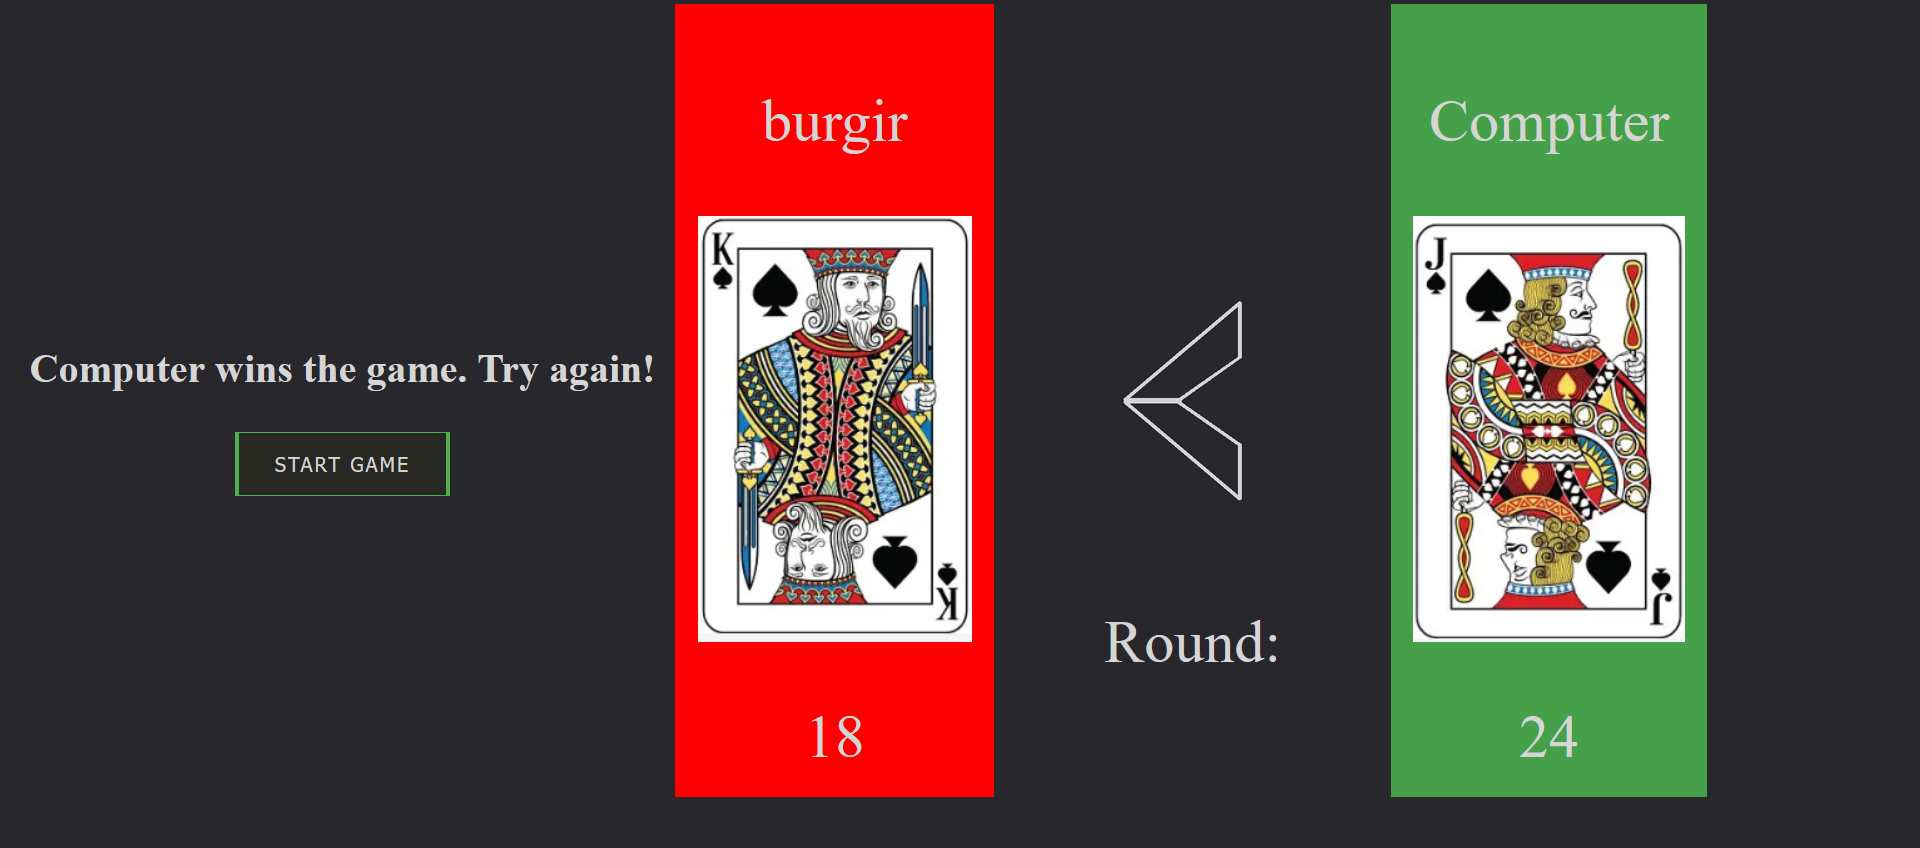 Computer wins the game. Try again!
START GAME
burgir
K
K
18
Round:
Computer
J
J
24